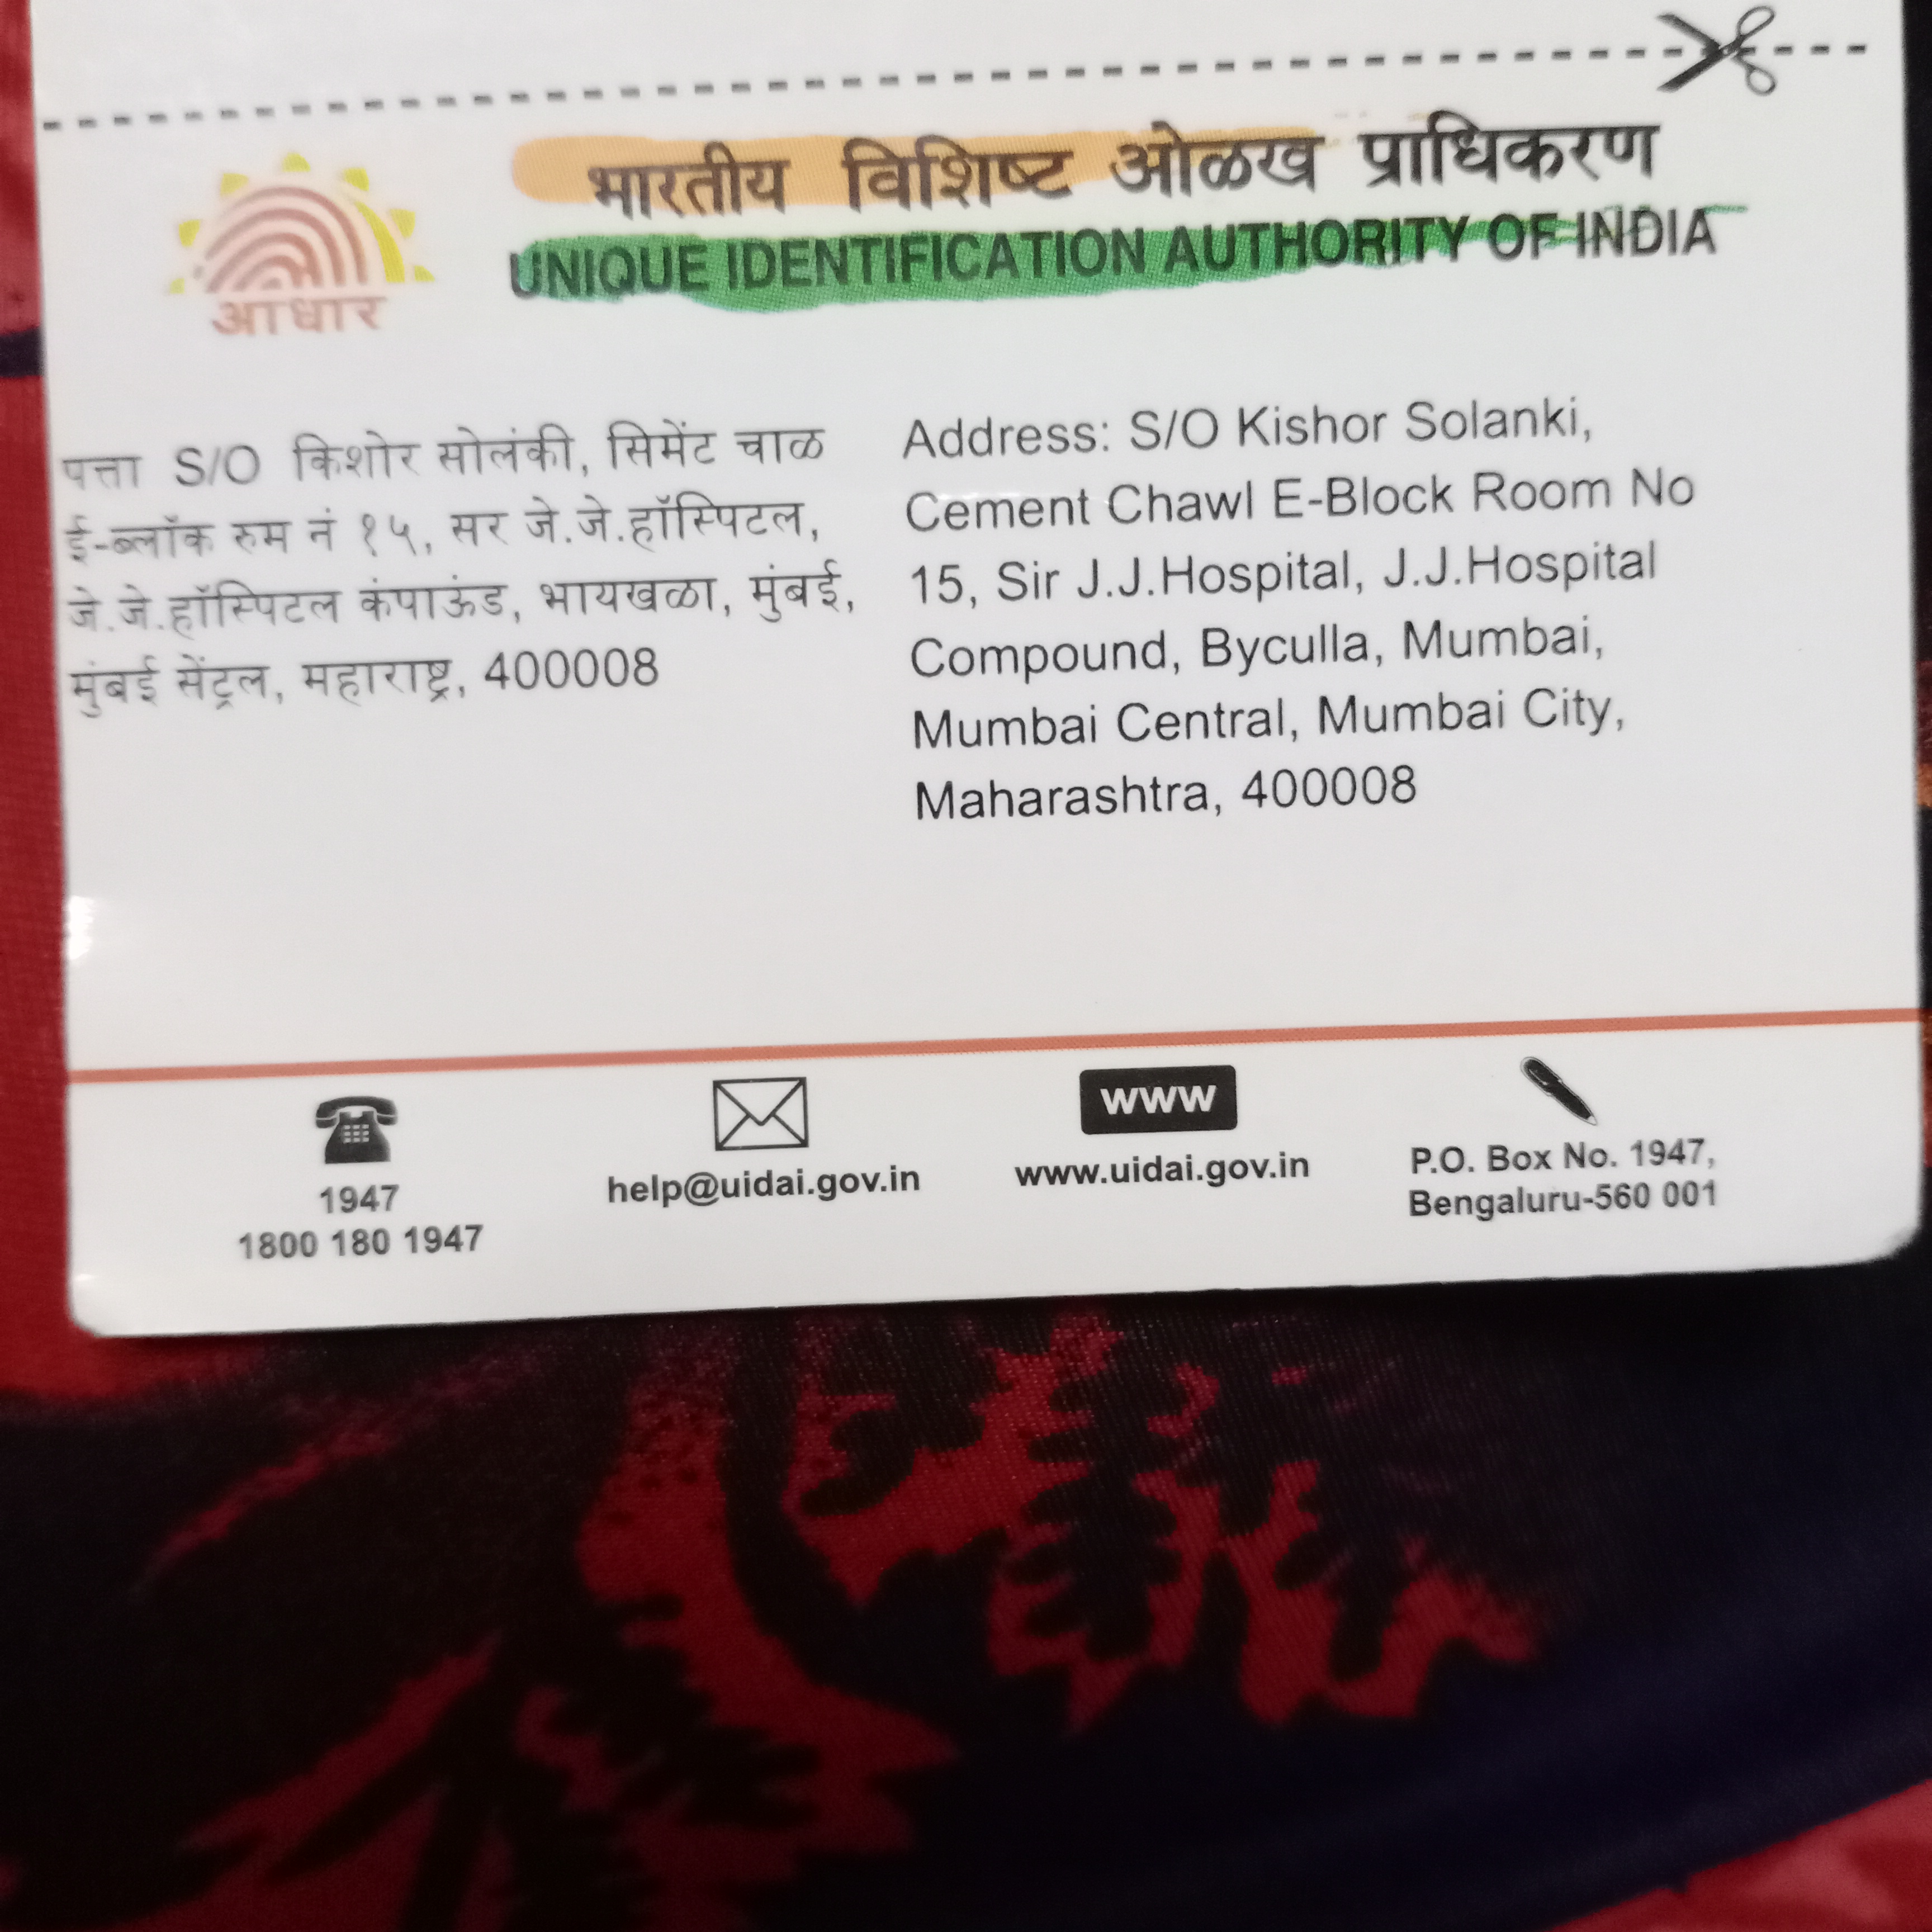 भारतीय विशिष्ट ओळख प्राधिकरण
UNIQUE IDENTIFICATION AUTHORITY OF INDIA
आधार
पत्ता S/O किशोर सोलंकी, सिमेंट चाळ
ई-ब्लॉक रुम नं १५, सर जे.जे.हॉस्पिटल,
जे.जे.हॉस्पिटल कंपाऊंड, भायखळा, मुंबई,
मुंबई सेंट्रल, महाराष्ट्र, 400008
Address: S/O Kishor Solanki,
Cement Chawl E-Block Room No
15, Sir J.J.Hospital, J.J.Hospital
Compound, Byculla, Mumbai,
Mumbai Central, Mumbai City,
Maharashtra, 400008
1947
1800 180 1947
help@uidai.gov.in
WWW
www.uidai.gov.in
P.O. Box No. 1947,
Bengaluru-560 001